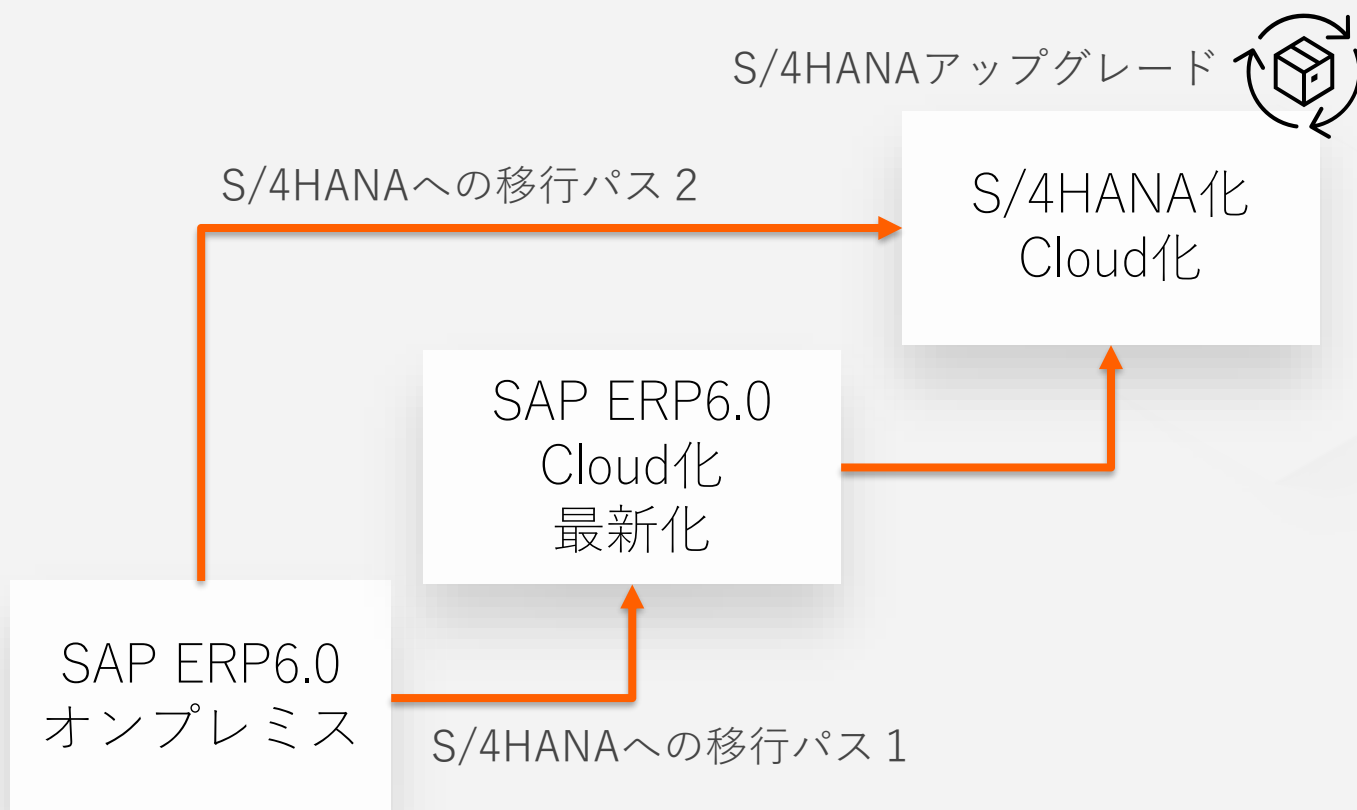 S/4HANAアップグレード
S/4HANAへの移行パス２
S/4HANA化
Cloud化
SAP ERP6.0
Cloud化
最新化
SAP ERP6.0
オンプレミス
S/4HANAへの移行パス１